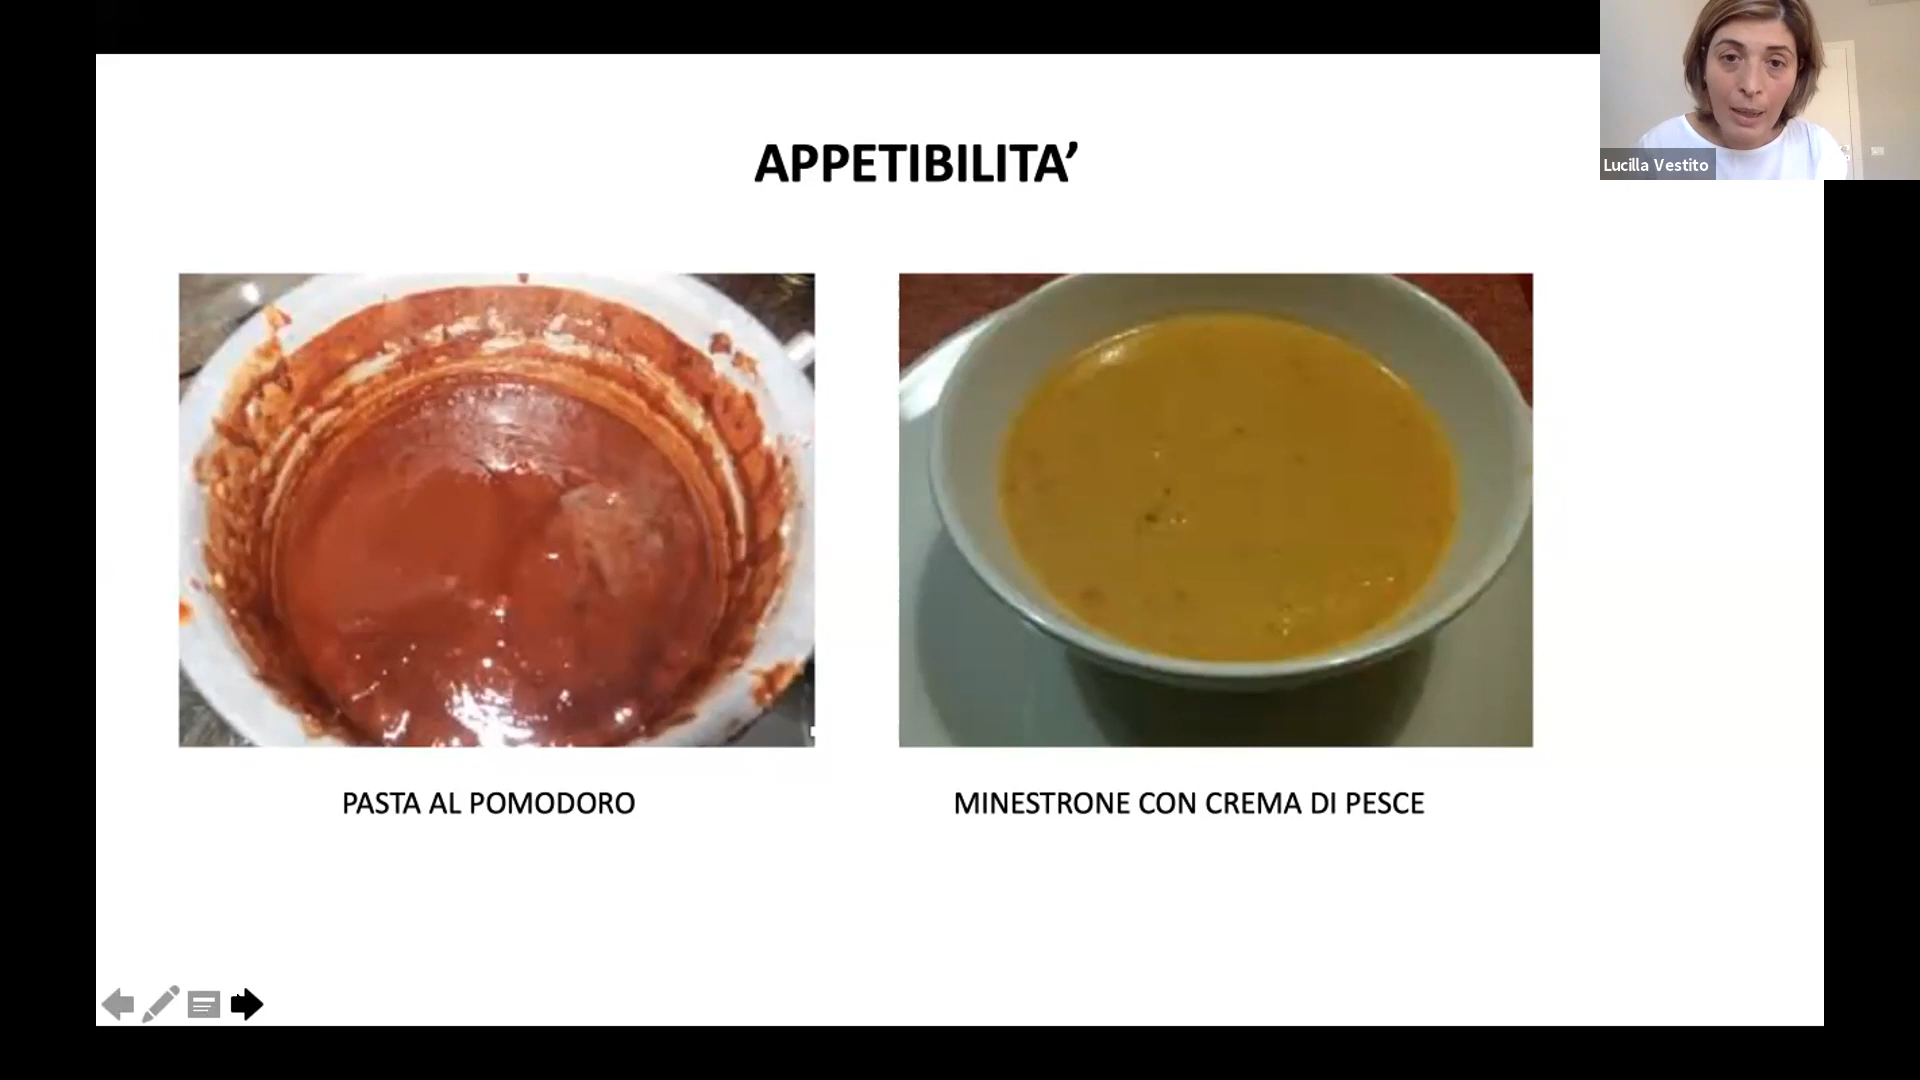 Lucilla Vestito
APPETIBILITA’
PASTA AL POMODORO
MINESTRONE CON CREMA DI PESCE